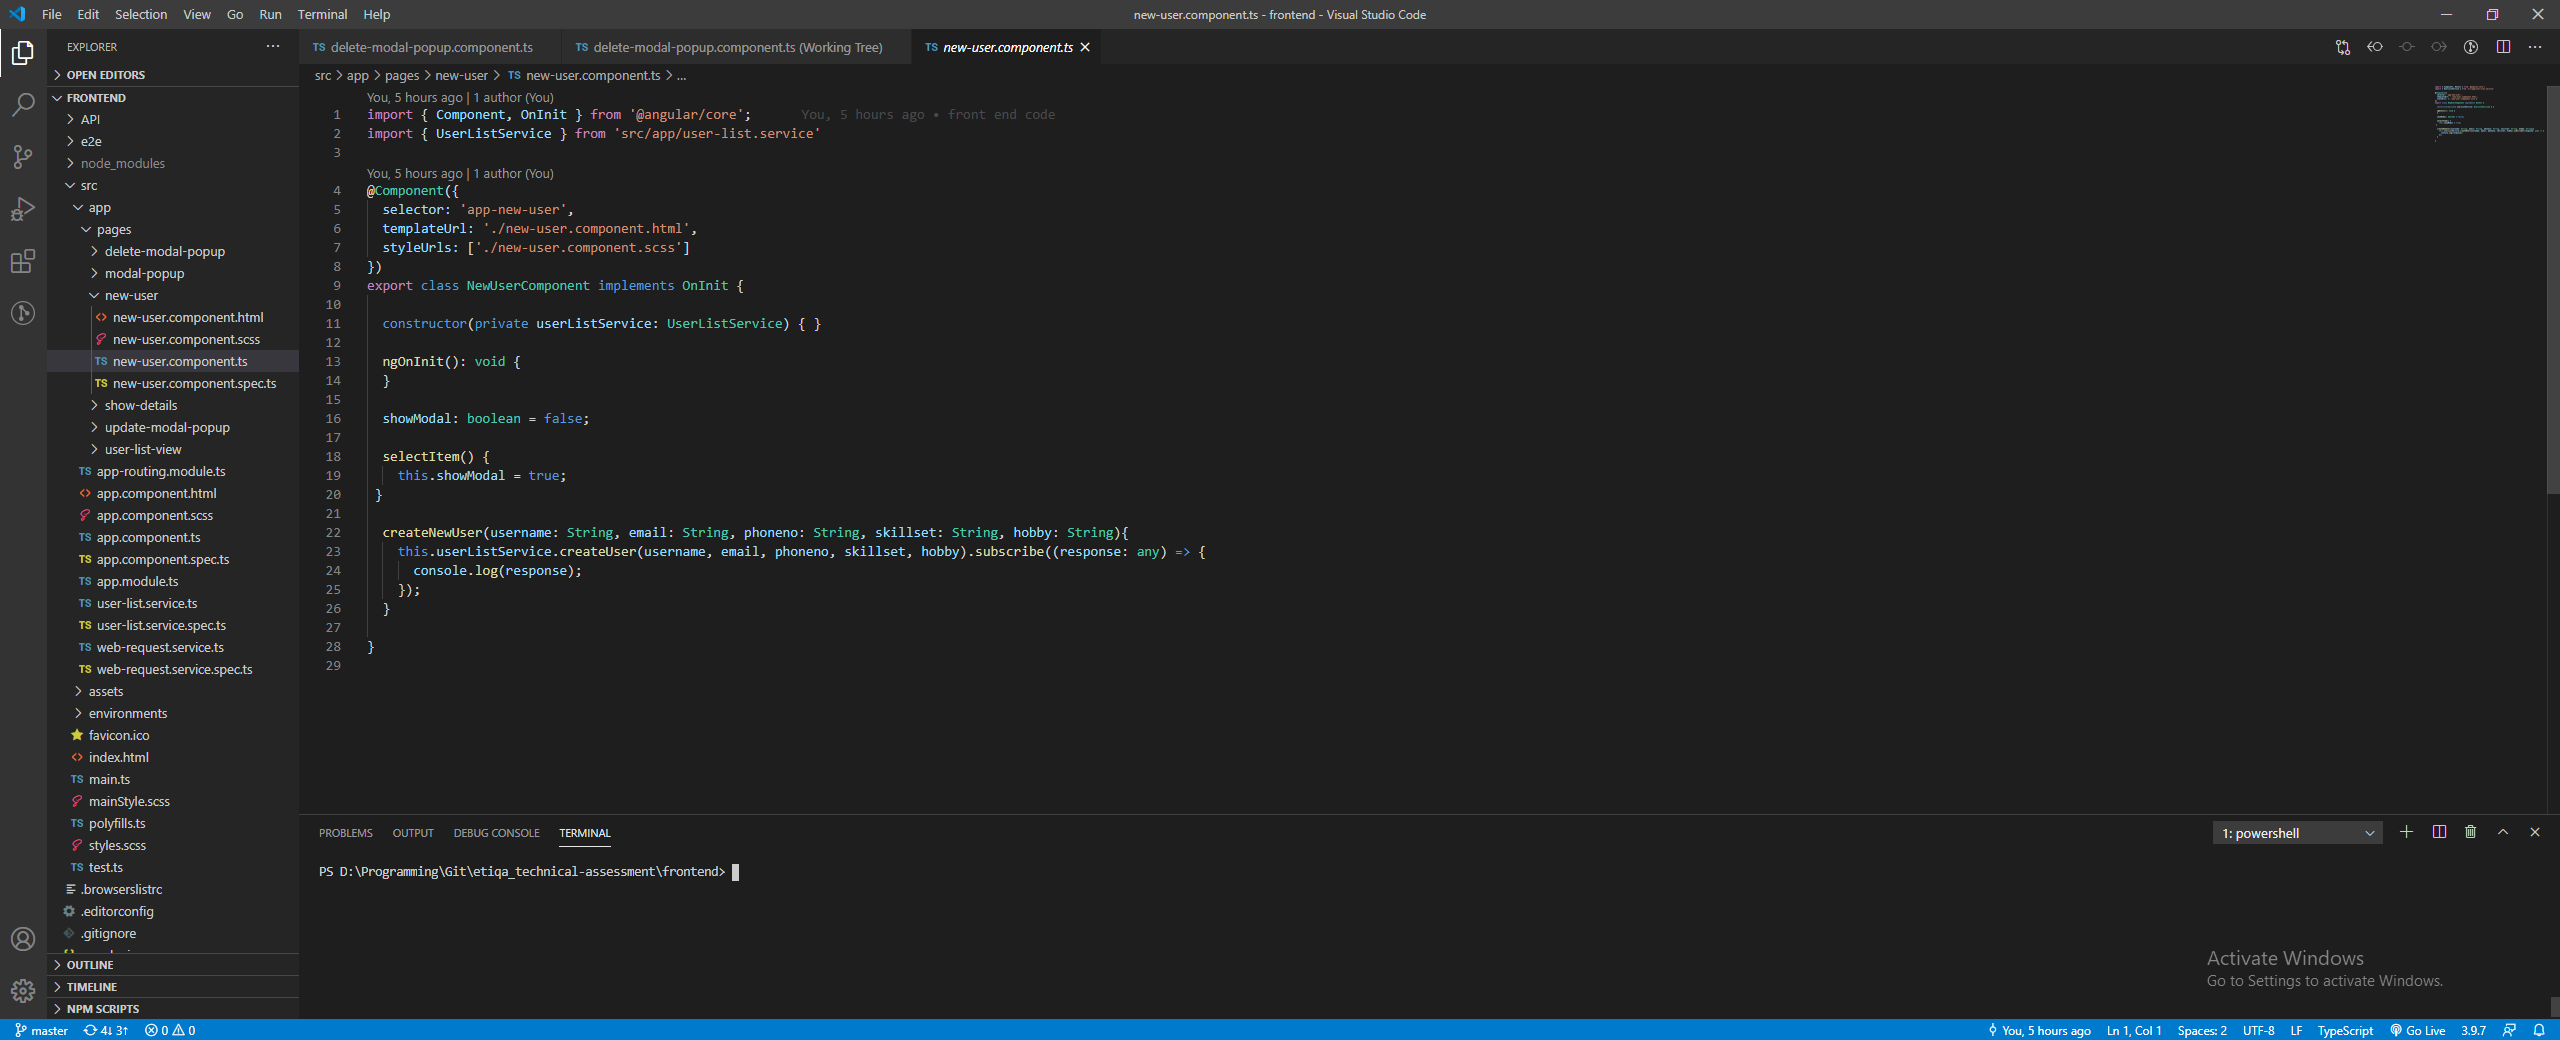 File Edit Selection View Go Run Terminal Help
new-user.component.ts - frontend - Visual Studio Code
EXPLORER
OPEN EDITORS
FRONTEND
API
e2e
node_modules
src
app
pages
delete-modal-popup
modal-popup
new-user
new-user.component.html
new-user.component.scss
TS new-user.component.ts
TS new-user.component.spec.ts
show-details
update-modal-popup
user-list-view
TS app-routing.module.ts
app.component.html
app.component.scss
TS app.component.ts
TS app.component.spec.ts
TS app.module.ts
TS user-list.service.ts
TS user-list.service.spec.ts
TS web-request.service.ts
TS web-request.service.spec.ts
assets
environments
favicon.ico
index.html
TS main.ts
mainStyle.scss
TS polyfills.ts
styles.scss
TS test.ts
.browserslistrc
.editorconfig
.gitignore
OUTLINE
TIMELINE
NPM SCRIPTS
TS delete-modal-popup.component.ts
TS delete-modal-popup.component.ts (Working Tree)
TS new-user.component.ts
src > app > pages > new-user > TS new-user.component.ts > ...
You, 5 hours ago | 1 author (You)
1 import { Component, OnInit } from '@angular/core'; You, 5 hours ago • front end code
2 import { UserListService } from 'src/app/user-list.service'
3
You, 5 hours ago | 1 author (You)
4 @Component({
5 selector: 'app-new-user',
6 templateUrl: './new-user.component.html',
7 styleUrls: ['./new-user.component.scss']
8 })
9 export class NewUserComponent implements OnInit {
10
11 constructor(private userListService: UserListService) { }
12
13 ngOnInit(): void {
14 }
15
16 showModal: boolean = false;
17
18 selectItem() {
19 this.showModal = true;
20 }
21
22 createNewUser(username: String, email: String, phoneno: String, skillset: String, hobby: String){
23 this.userListService.createUser(username, email, phoneno, skillset, hobby).subscribe((response: any) => {
24 console.log(response);
25 });
26 }
27
28 }
29
PROBLEMS OUTPUT DEBUG CONSOLE TERMINAL
1: powershell
PS D:\Programming\Git\etiqa_technical-assessment\frontend>
Activate Windows
Go to Settings to activate Windows.
master 4↓ 3↑ 0 0
You, 5 hours ago Ln 1, Col 1 Spaces: 2 UTF-8 LF TypeScript Go Live 3.9.7